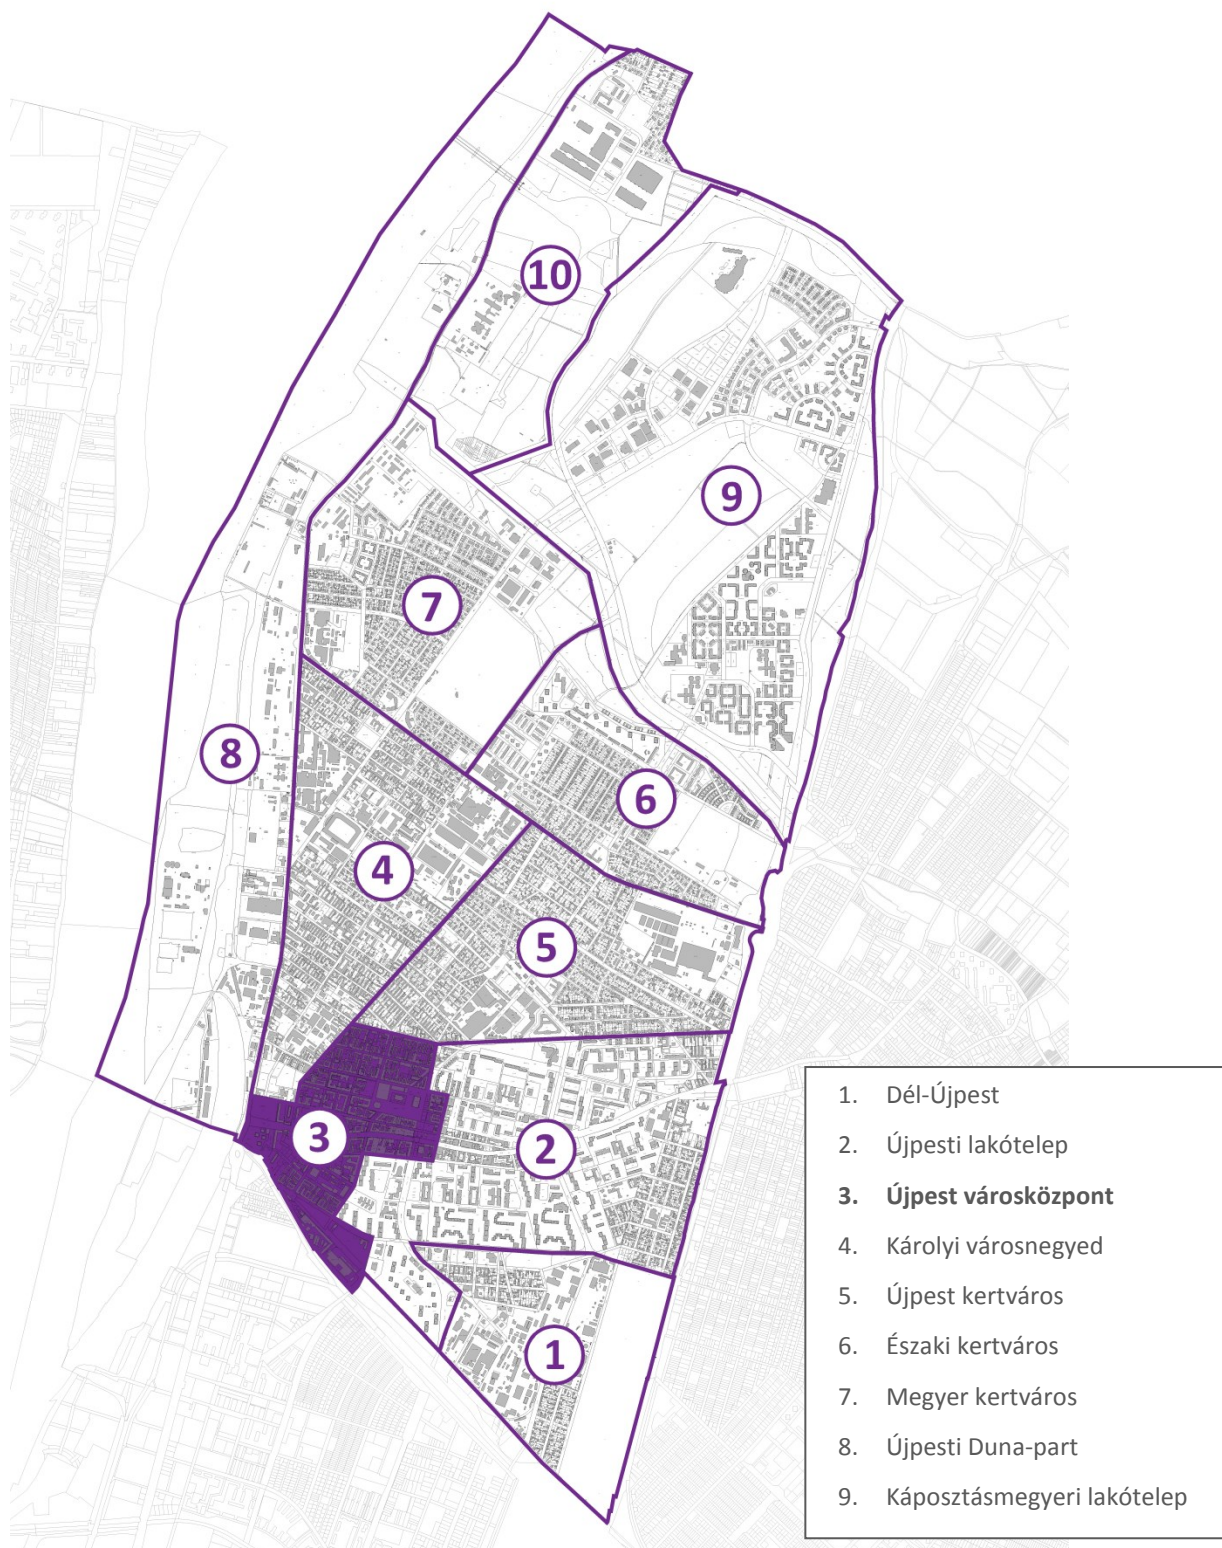 10
9
7
8
6
4
5
3
2
1
1. Dél-Újpest
2. Újpesti lakótelep
3. Újpest városközpont
4. Károlyi városnegyed
5. Újpest kertváros
6. Északi kertváros
7. Megyer kertváros
8. Újpesti Duna-part
9. Káposztásmegyeri lakótelep